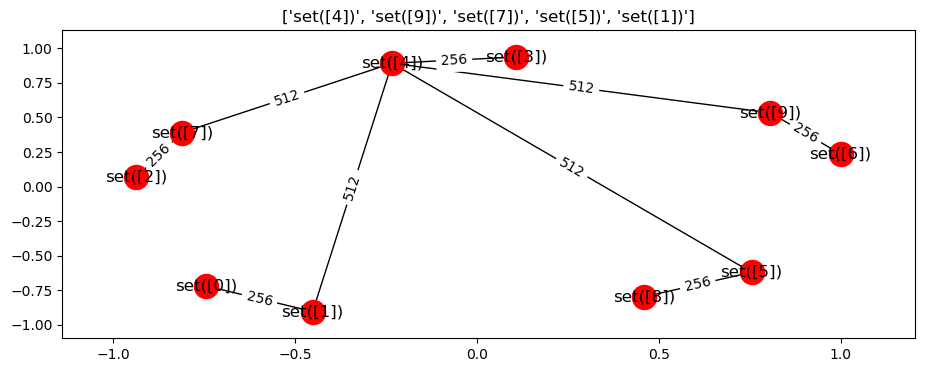 ['set([4])', 'set([9])', 'set([7])', 'set([5])', 'set([1])']
1.00
0.75
0.50
0.25
0.00
−0.25
−0.50
−0.75
−1.00
set([4])
256
set([3])
512
512
set([9])
256
set([6])
set([7])
256
set([2])
512
512
set([0])
256
set([1])
set([5])
256
set([8])
−1.0
−0.5
0.0
0.5
1.0